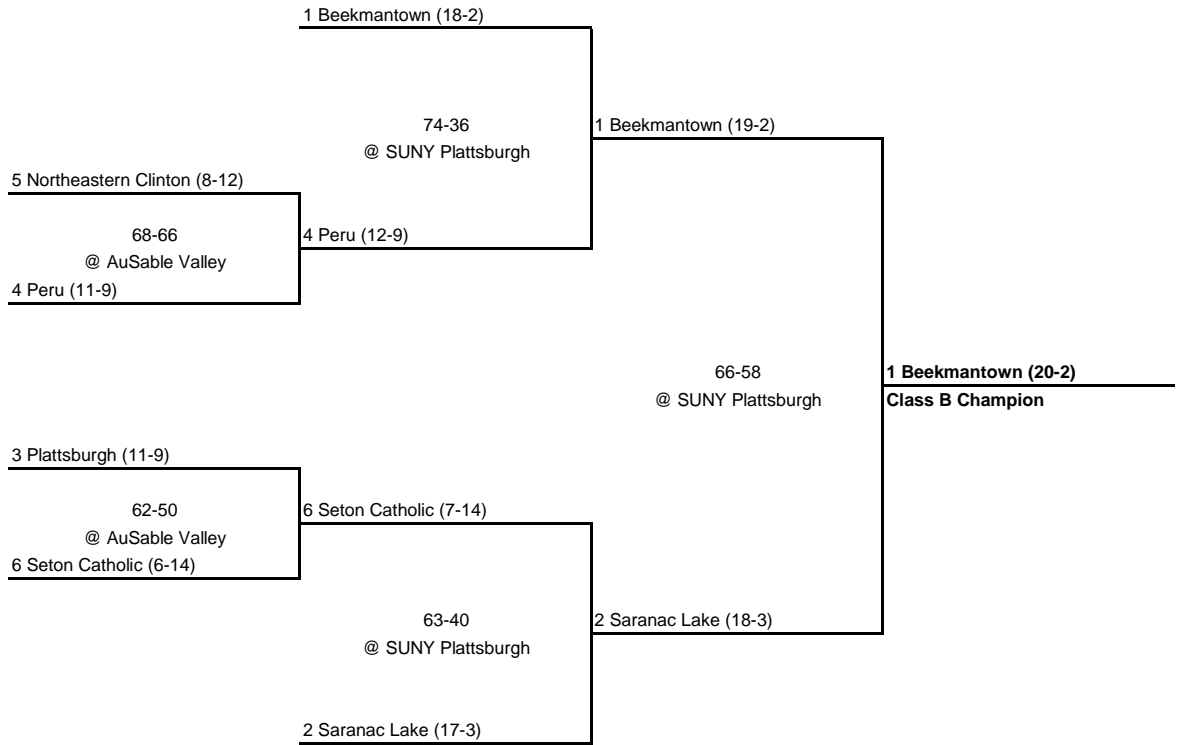 1 Beekmantown (18-2)
74-36
@ SUNY Plattsburgh
1 Beekmantown (19-2)
5 Northeastern Clinton (8-12)
68-66
@ AuSable Valley
4 Peru (12-9)
4 Peru (11-9)
66-58
@ SUNY Plattsburgh
1 Beekmantown (20-2)
Class B Champion
3 Plattsburgh (11-9)
62-50
@ AuSable Valley
6 Seton Catholic (7-14)
6 Seton Catholic (6-14)
63-40
@ SUNY Plattsburgh
2 Saranac Lake (18-3)
2 Saranac Lake (17-3)